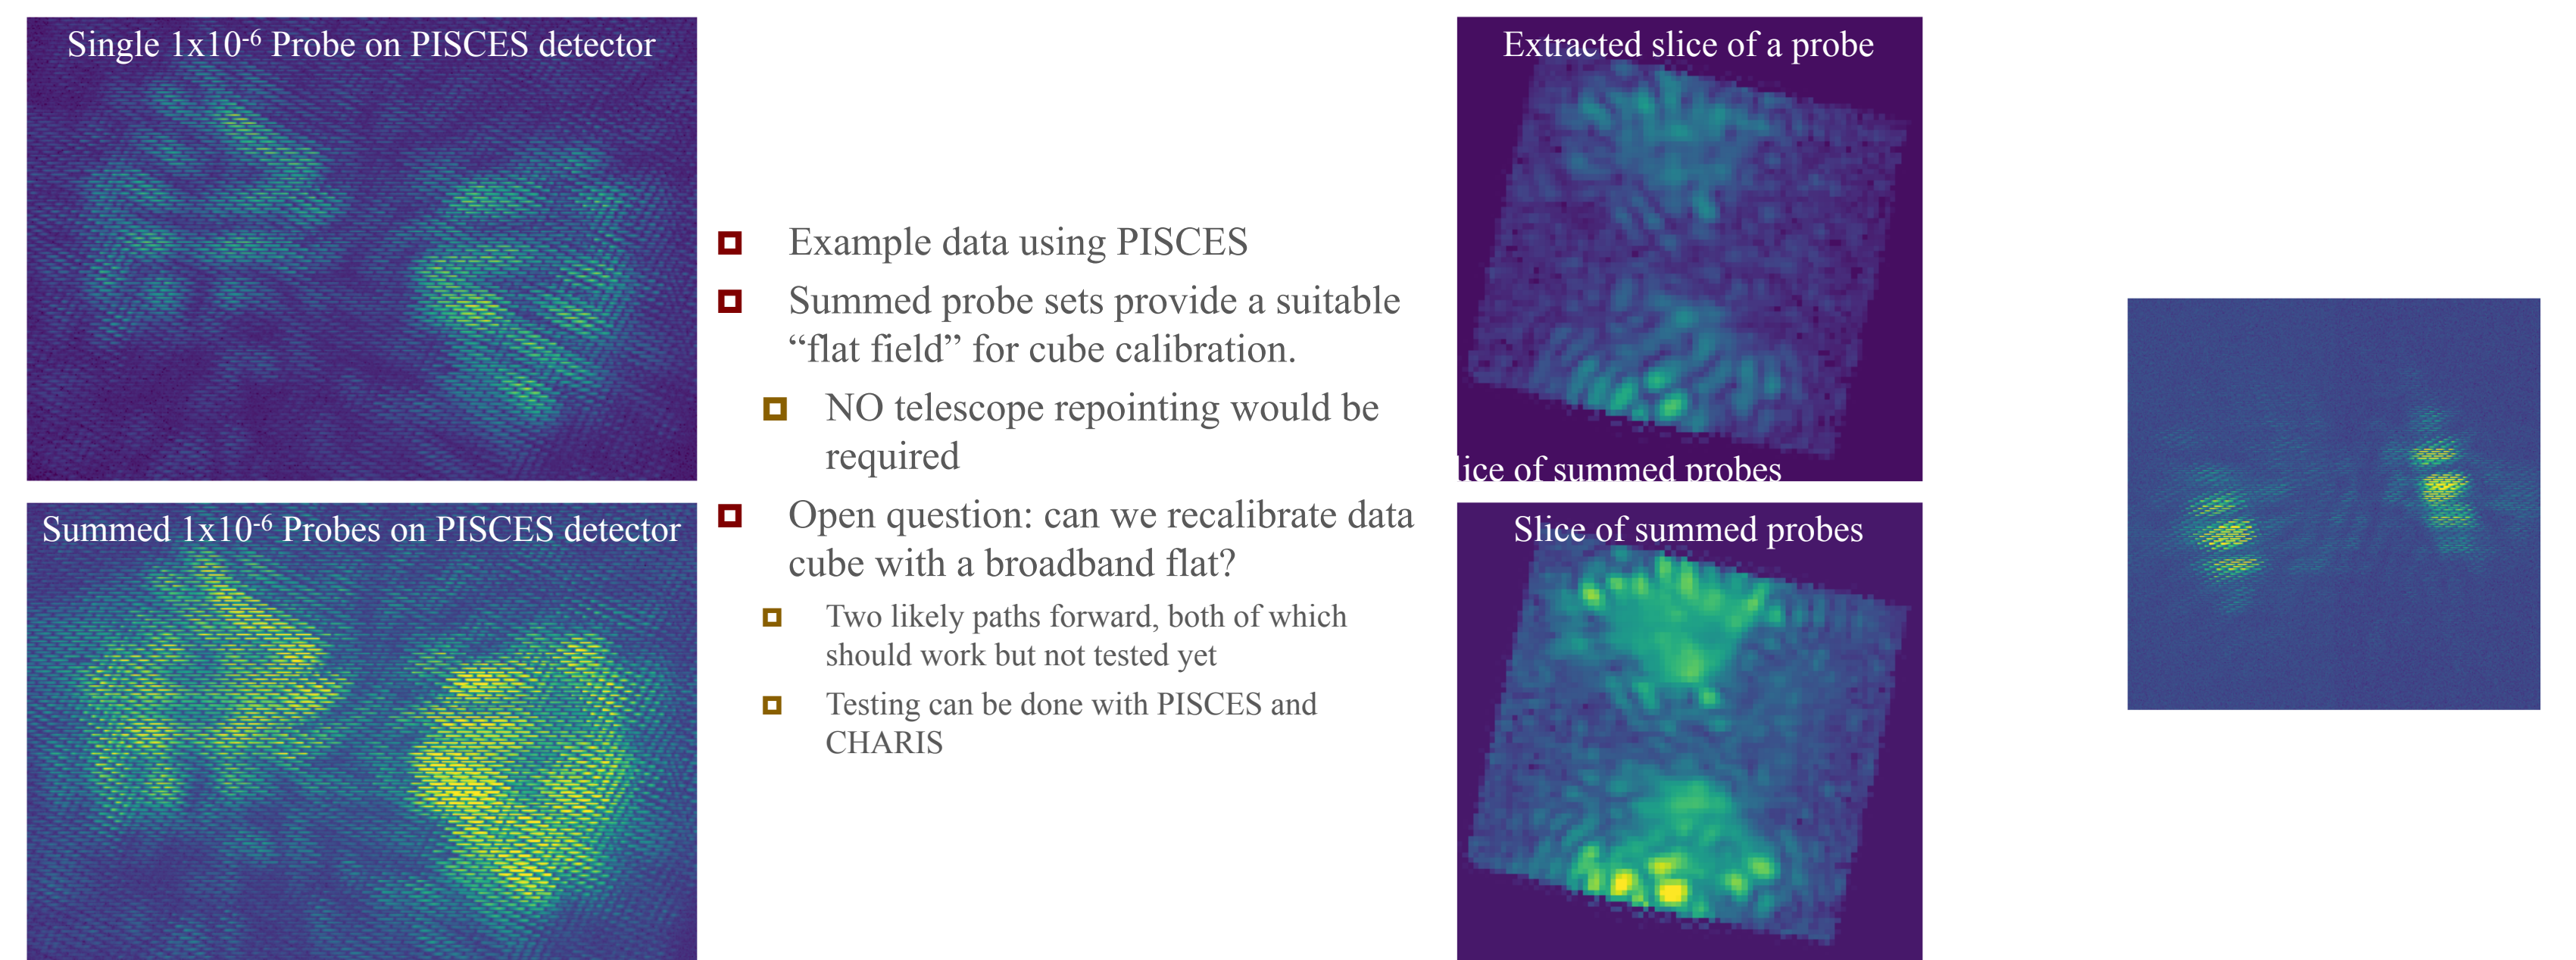 Single 1x10-6 Probe on PISCES detector
Summed 1x10-6 Probes on PISCES detector
Example data using PISCES
Summed probe sets provide a suitable
“flat field” for cube calibration.
NO telescope repointing would be
required
Open question: can we recalibrate data
cube with a broadband flat?
Two likely paths forward, both of which
should work but not tested yet
Testing can be done with PISCES and
CHARIS
Extracted slice of a probe
lice of summed probes
Slice of summed probes